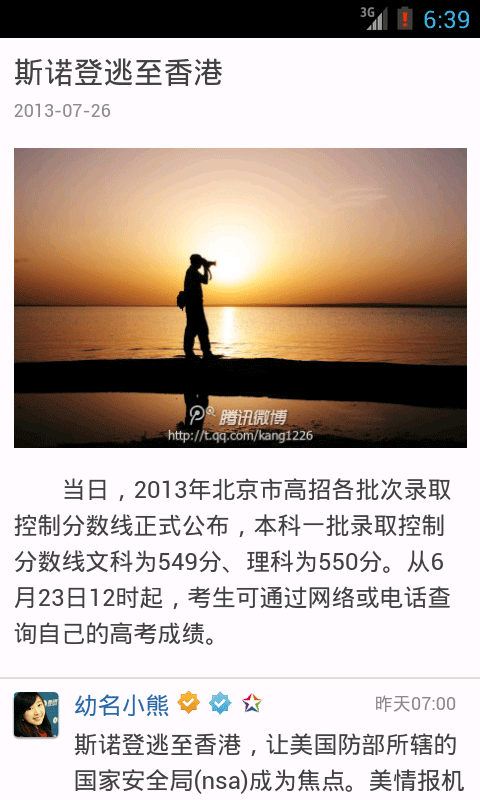 3G 6:39
斯诺登逃至香港
2013-07-26
腾讯微博
http://t.qq.com/kang1226
当日，2013年北京市高招各批次录取
控制分数线正式公布，本科一批录取控制
分数线文科为549分、理科为550分。从6
月23日12时起，考生可通过网络或电话查
询自己的高考成绩。
幼名小熊 昨天07:00
斯诺登逃至香港，让美国防部所辖的
国家安全局(nsa)成为焦点。美情报机